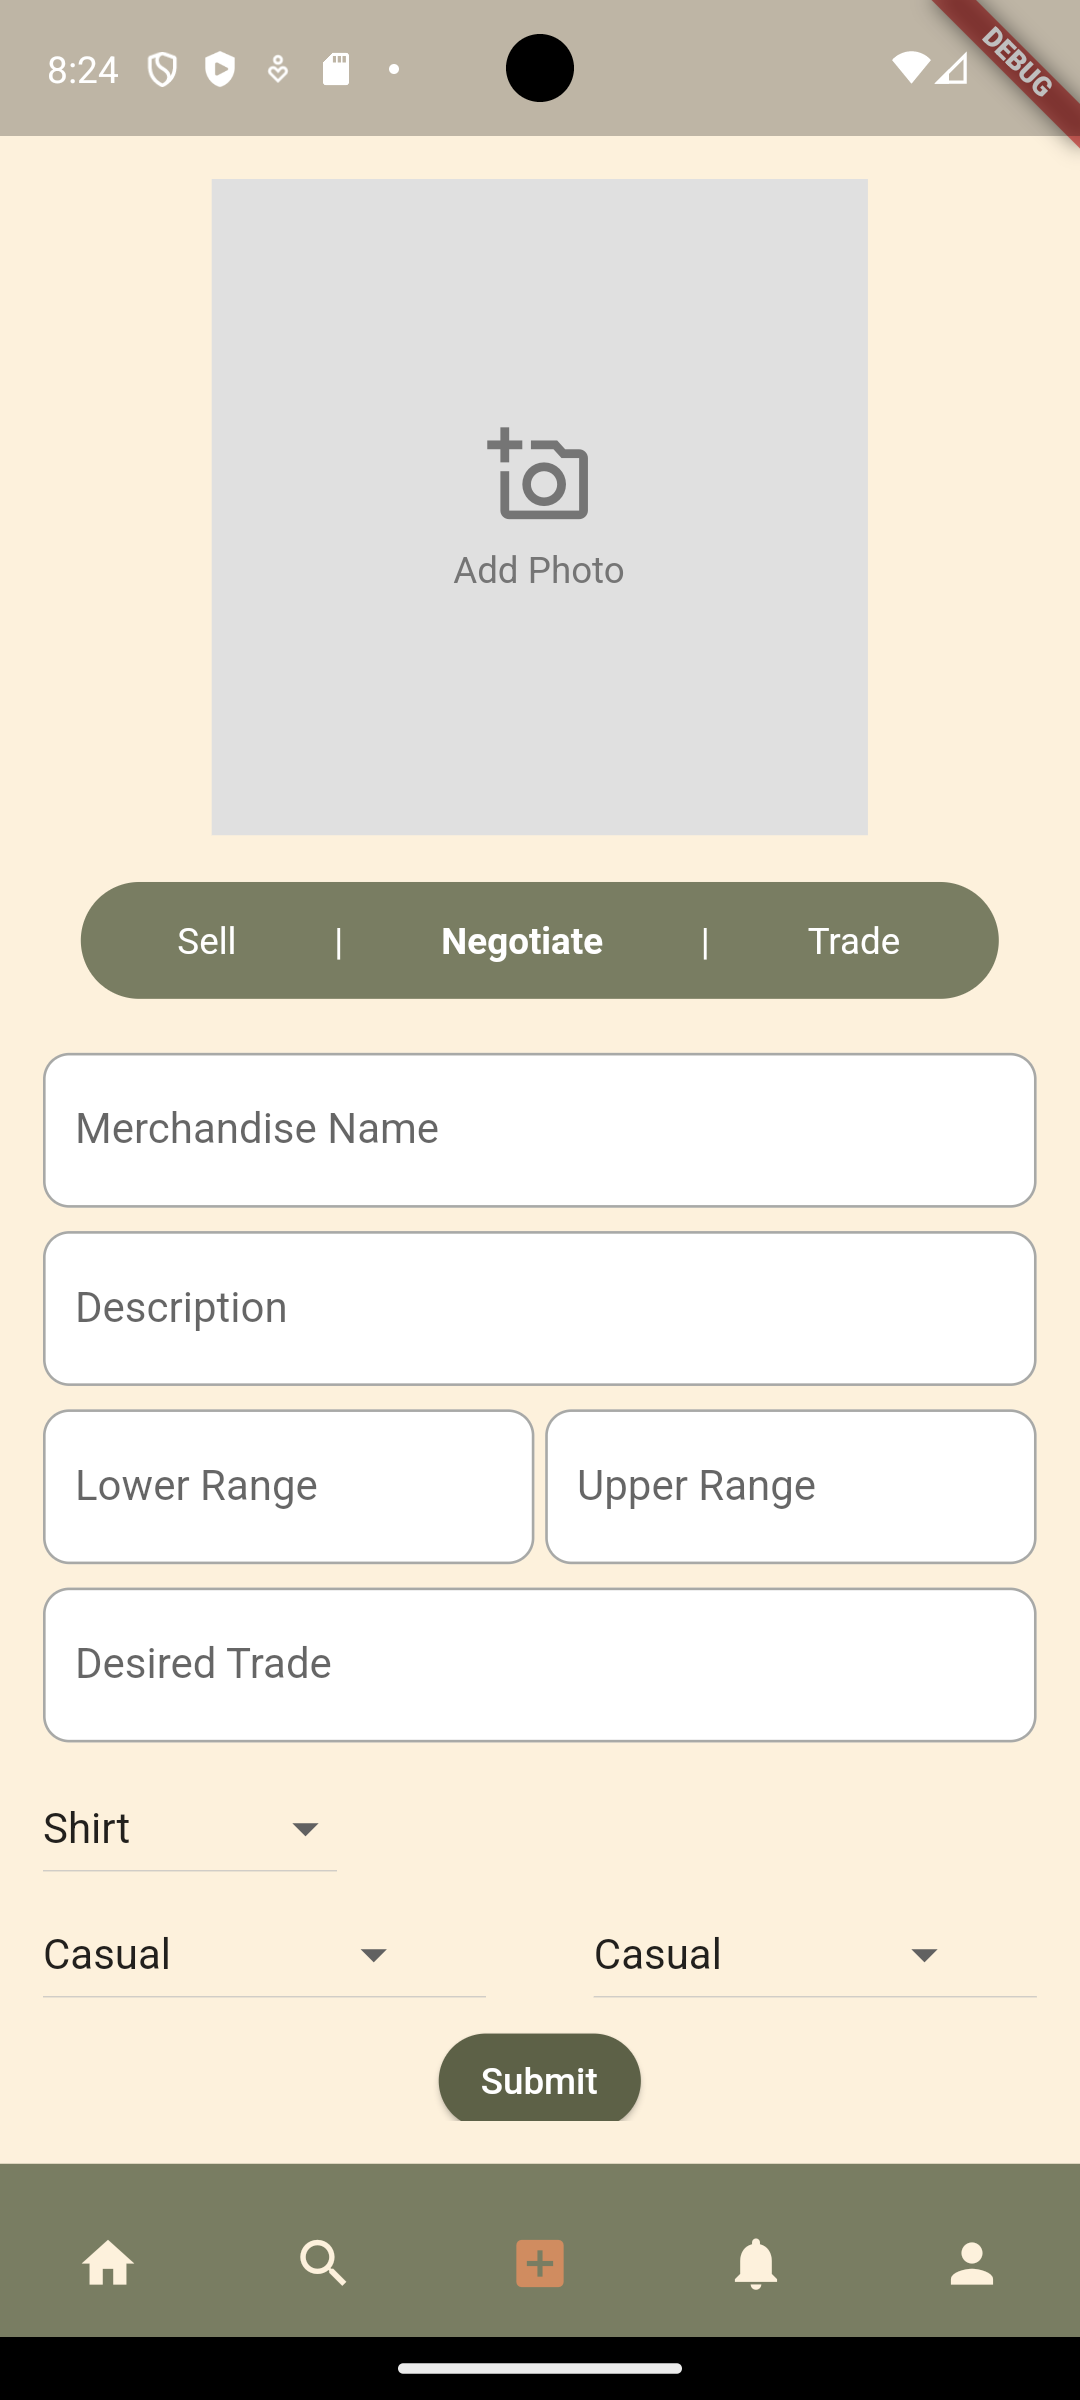 8:24
DEBUG
Add Photo
Sell | Negotiate | Trade
Merchandise Name
Description
Lower Range Upper Range
Desired Trade
Shirt
Casual Casual
Submit